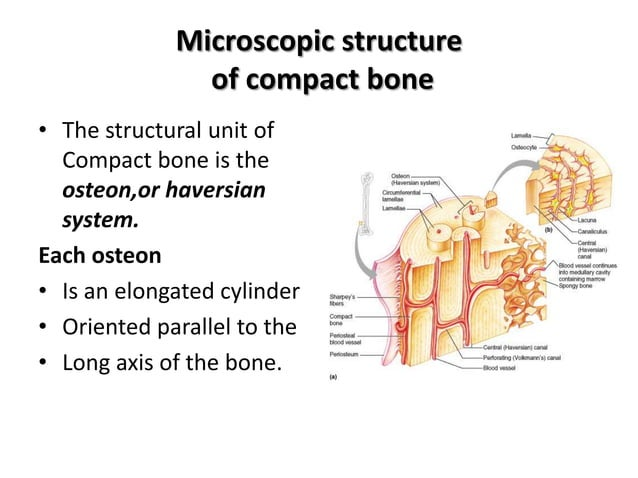 Microscopic structure
of compact bone
• The structural unit of
Compact bone is the
osteon,or haversian
system.
Each osteon
• Is an elongated cylinder
• Oriented parallel to the
• Long axis of the bone.
Lamella
Osteocyte
Lacuna
Canaliculus
Central
(Haversian)
canal
(b)
Osteon
(Haversian system)
Circumferential
lamellae
Lamellae
Blood vessel continues
into medullary cavity
containing marrow
Spongy bone
Sharpey's
fibers
Compact
bone
Periosteal
blood vessel
Periosteum
Central (Haversian) canal
Perforating (Volkmann's) canal
Blood vessel
(a)